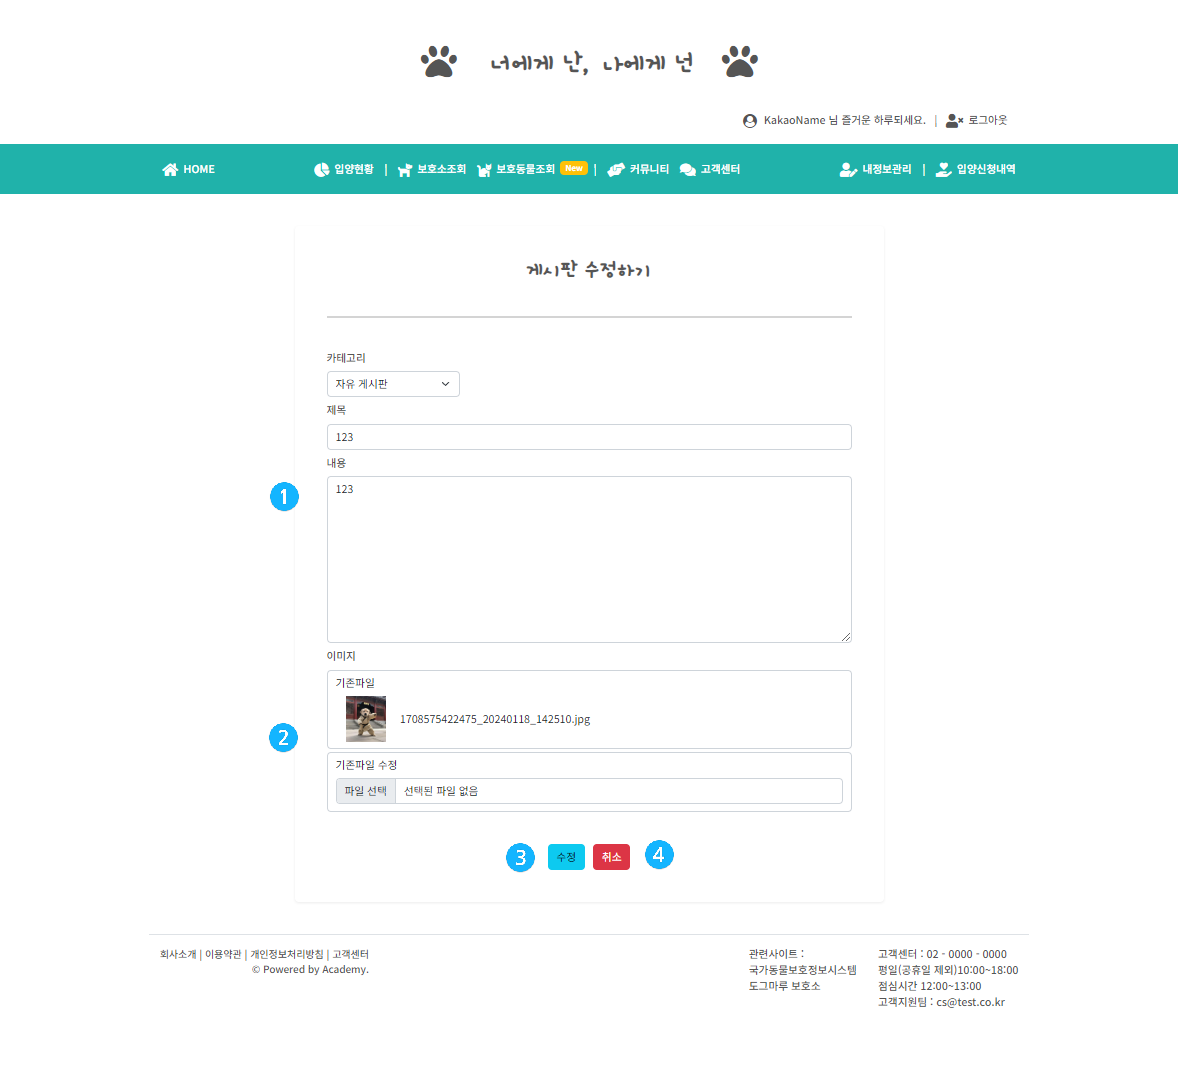 너에게 난, 나에게 넌
KakaoName 님 즐거운 하루되세요. | 로그아웃
HOME 입양현황 | 보호소조회 보호동물조회 New | 커뮤니티 고객센터 내정보관리 | 입양신청내역
게시판 수정하기
카테고리
자유 게시판
제목
123
내용
1
123
이미지
기존파일
1708575422475_20240118_142510.jpg
2
기존파일 수정
파일 선택 선택된 파일 없음
3 수정 취소 4
회사소개 | 이용약관 | 개인정보처리방침 | 고객센터
© Powered by Academy.
관련사이트 :
국가동물보호정보시스템
도그마루 보호소
고객센터 : 02 - 0000 - 0000
평일(공휴일 제외)10:00~18:00
점심시간 12:00~13:00
고객지원팀 : cs@test.co.kr